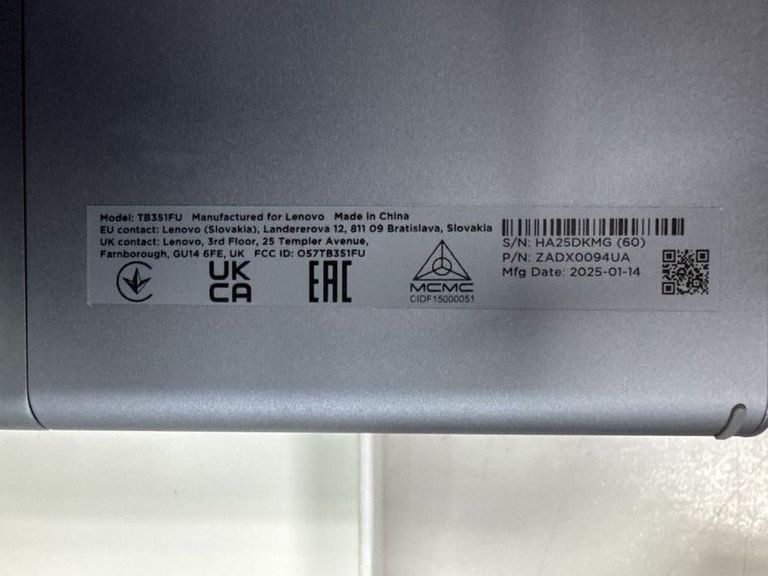 Model: TB351FU Manufactured for Lenovo Made in China
EU contact: Lenovo (Slovakia), Landererova 12, 811 09 Bratislava, Slovakia
UK contact: Lenovo, 3rd Floor, 25 Templer Avenue,
Farnborough, GU14 6FE, UK FCC ID: O57TB351FU
UK
CA
EAC
MCMC
CIDF15000051
S/N: HA25DKMG (60)
P/N: ZADX0094UA
Mfg Date: 2025-01-14